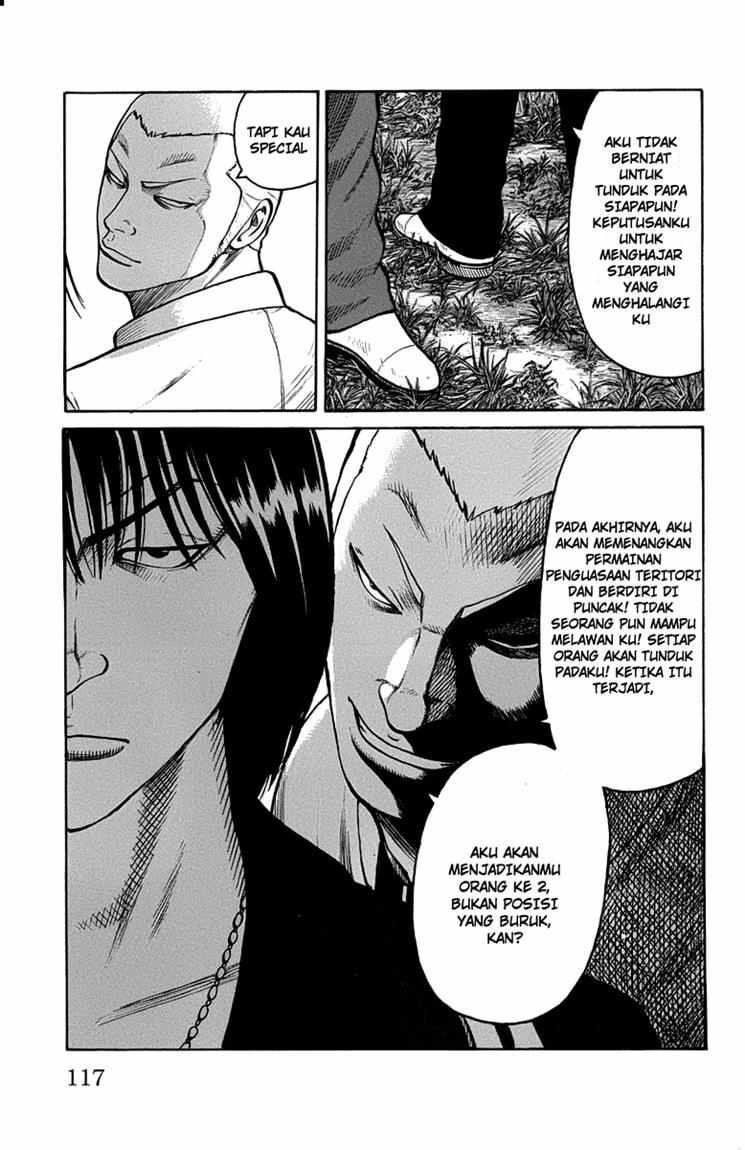 AKU TIDAK
BERNIAT
UNTUK
TUNDUK PADA
SIAPAPUN!
KEPUTUSANKU
UNTUK
MENGHAJAR
SIAPAPUN
YANG
MENGHALANGI
KU
TAPI KAU
SPECIAL
PADA AKHIRNYA, AKU
AKAN MEMENANGKAN
PERMAINAN
PENGUASAAN TERITORI
DAN BERDIRI DI
PUNCAK! TIDAK
SEORANG PUN MAMPU
MELAWAN KU! SETIAP
ORANG AKAN TUNDUK
PADAKU! KETIKA ITU
TERJADI,
AKU AKAN
MENJADIKANMU
ORANG KE 2,
BUKAN POSISI
YANG BURUK,
KAN?
117